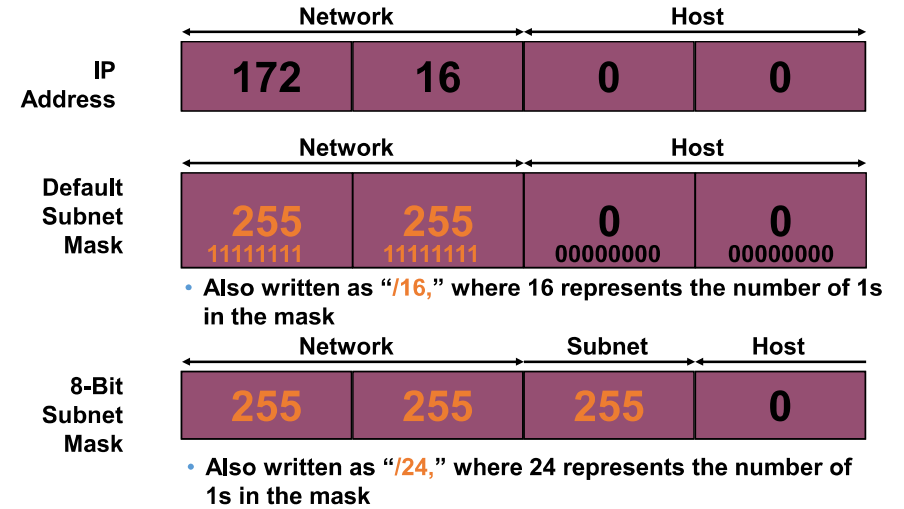 Network Host
IP
Address
172 16 0 0
Network Host
Default
Subnet
Mask
255 255 0 0
11111111 11111111 00000000 00000000
• Also written as “/16,” where 16 represents the number of 1s
in the mask
Network Subnet Host
8-Bit
Subnet
Mask
255 255 255 0
• Also written as “/24,” where 24 represents the number of
1s in the mask